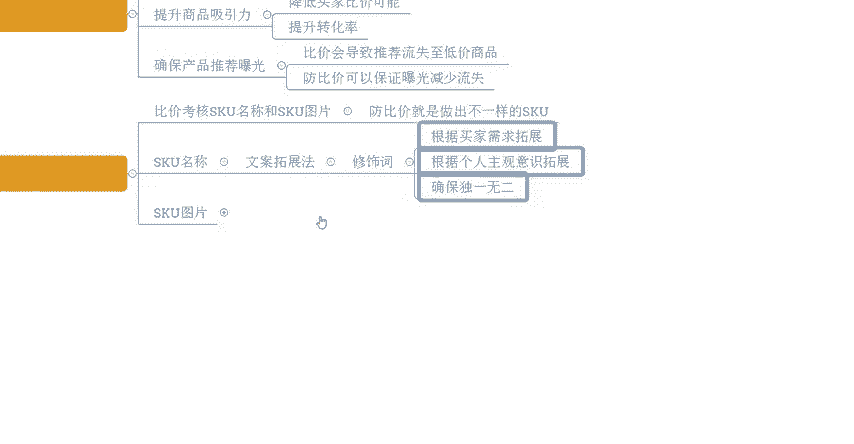 降低买家比价可能
提升商品吸引力
提升转化率
比价会导致推荐流失至低价商品
确保产品推荐曝光
防比价可以保证曝光减少流失
比价考核SKU名称和SKU图片 防比价就是做出不一样的SKU
根据买家需求拓展
SKU名称 文案拓展法 修饰词 根据个人主观意识拓展
确保独一无二
SKU图片